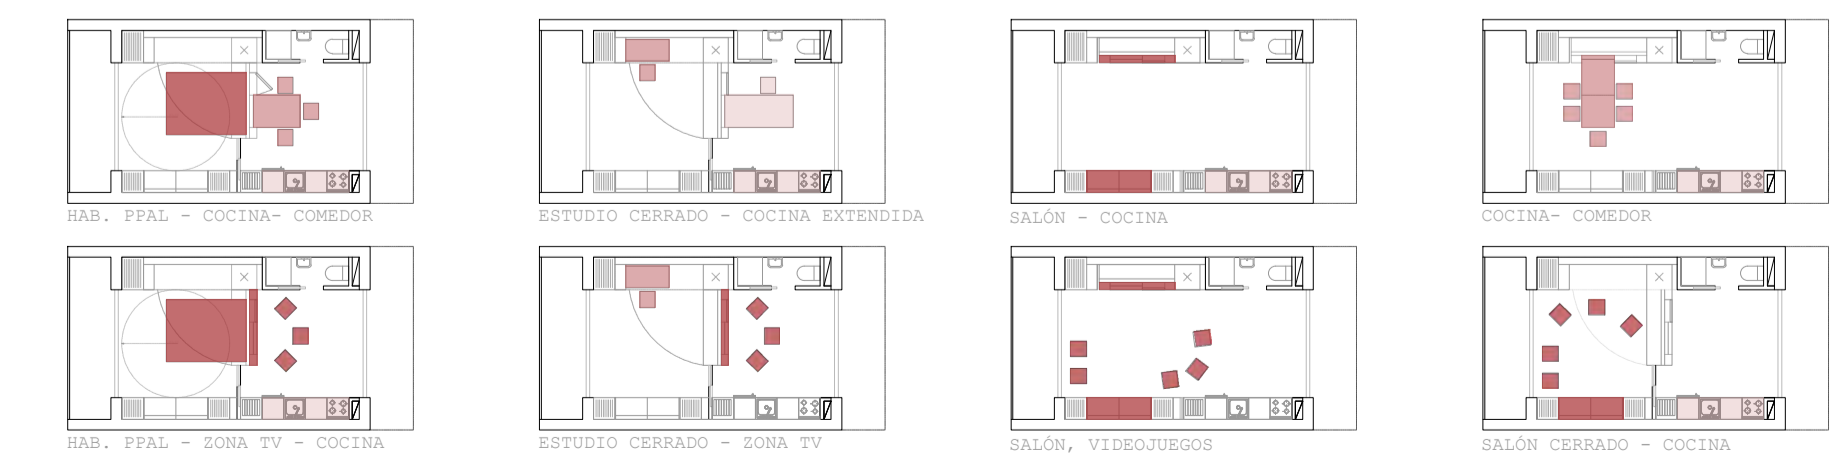 HAB. PPAL - COCINA- COMEDOR
ESTUDIO CERRADO - COCINA EXTENDIDA
SALÓN - COCINA
COCINA- COMEDOR
HAB. PPAL - ZONA TV - COCINA
ESTUDIO CERRADO - ZONA TV
SALÓN, VIDEOJUEGOS
SALÓN CERRADO - COCINA